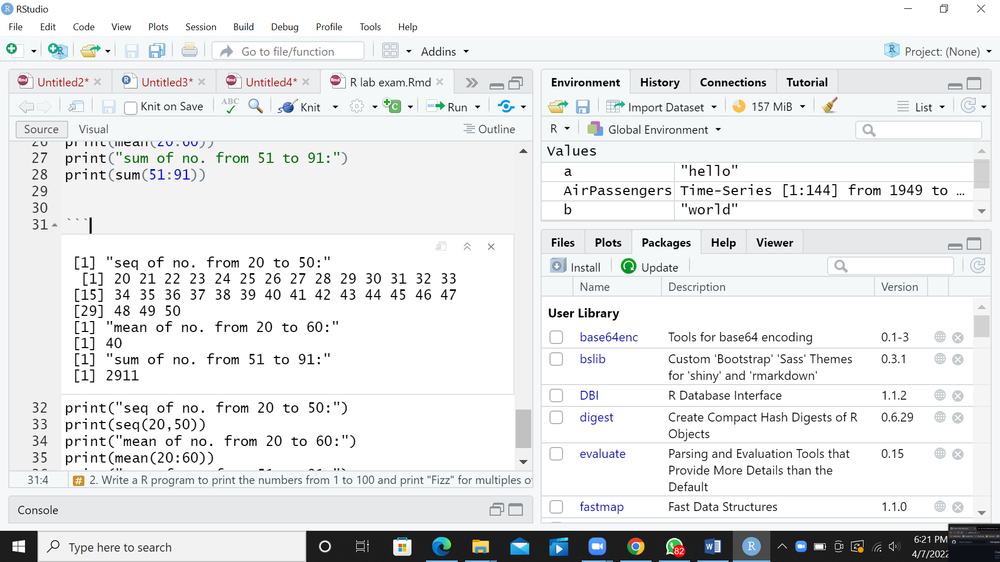 RStudio
File Edit Code View Plots Session Build Debug Profile Tools Help
Go to file/function Addins Project: (None)
Untitled2* Untitled3* Untitled4* R lab exam.Rmd
Knit on Save ABC Knit Run
Source Visual Outline
26 print(mean(20:60))
27 print("sum of no. from 51 to 91:")
28 print(sum(51:91))
29
30
31 ```
[1] "seq of no. from 20 to 50:"
[1] 20 21 22 23 24 25 26 27 28 29 30 31 32 33
[15] 34 35 36 37 38 39 40 41 42 43 44 45 46 47
[29] 48 49 50
[1] "mean of no. from 20 to 60:"
[1] 40
[1] "sum of no. from 51 to 91:"
[1] 2911
32 print("seq of no. from 20 to 50:")
33 print(seq(20,50))
34 print("mean of no. from 20 to 60:")
35 print(mean(20:60))
31:4 # 2. Write a R program to print the numbers from 1 to 100 and print "Fizz" for multiples o
Console
Environment History Connections Tutorial
Import Dataset 157 MiB List
R Global Environment
Values
a "hello"
AirPassengers Time-Series [1:144] from 1949 to …
b "world"
Files Plots Packages Help Viewer
Install Update
Name Description Version
User Library
base64enc Tools for base64 encoding 0.1-3
bslib Custom 'Bootstrap' 'Sass' Themes 0.3.1
for 'shiny' and 'rmarkdown'
DBI R Database Interface 1.1.2
digest Create Compact Hash Digests of R 0.6.29
Objects
evaluate Parsing and Evaluation Tools that 0.15
Provide More Details than the
Default
fastmap Fast Data Structures 1.1.0
Type here to search
82
6:21 PM
4/7/2022